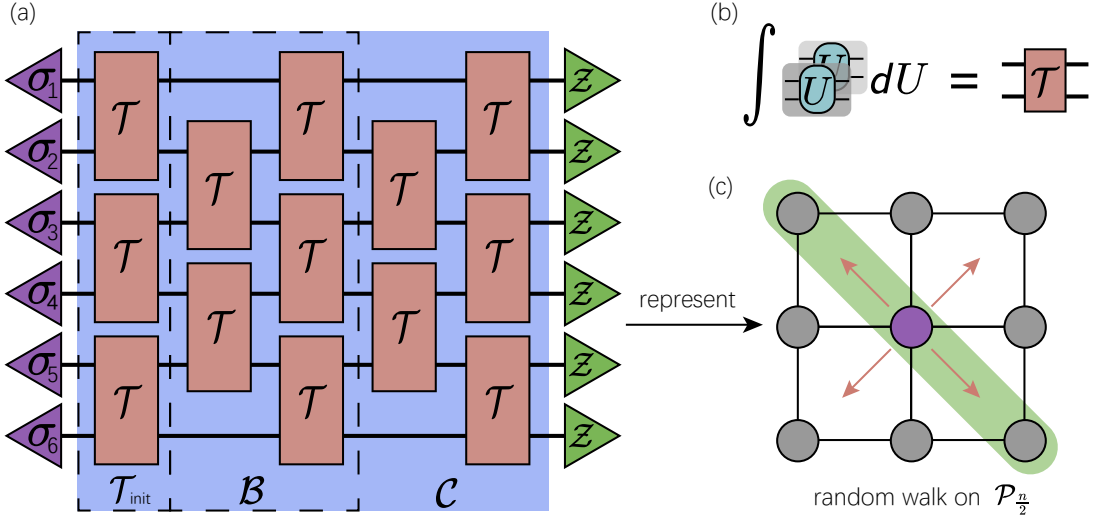 (a)
σ₁ 𝒯 𝒯 𝒯 𝒵
σ₂ 𝒯 𝒯 𝒵
σ₃ 𝒯 𝒯 𝒯 𝒵
σ₄ 𝒯 𝒯 𝒵
σ₅ 𝒯 𝒯 𝒯 𝒵
σ₆ 𝒵
𝒯init ℬ 𝒞
(b)
∫ U U dU = 𝒯
represent
(c)
random walk on 𝒫n/2